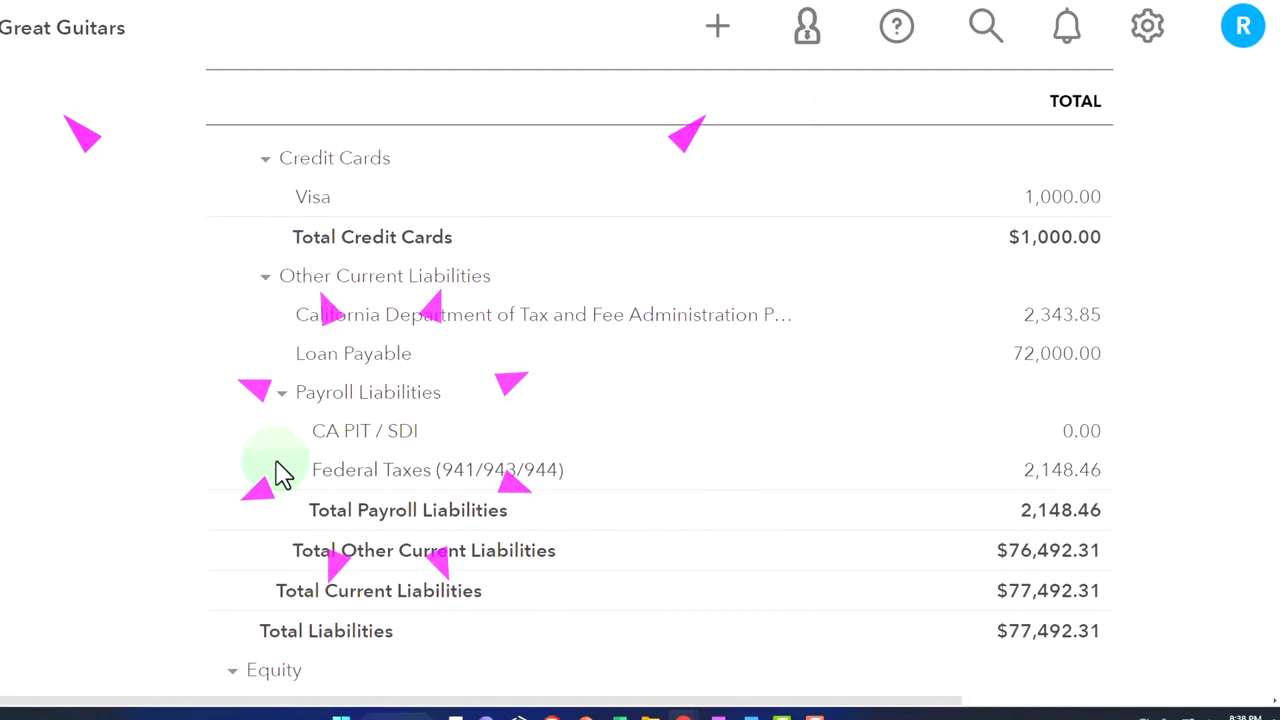 Great Guitars
R
TOTAL
Credit Cards
Visa 1,000.00
Total Credit Cards $1,000.00
Other Current Liabilities
California Department of Tax and Fee Administration P... 2,343.85
Loan Payable 72,000.00
Payroll Liabilities
CA PIT / SDI 0.00
Federal Taxes (941/943/944) 2,148.46
Total Payroll Liabilities 2,148.46
Total Other Current Liabilities $76,492.31
Total Current Liabilities $77,492.31
Total Liabilities $77,492.31
Equity
8:38 PM